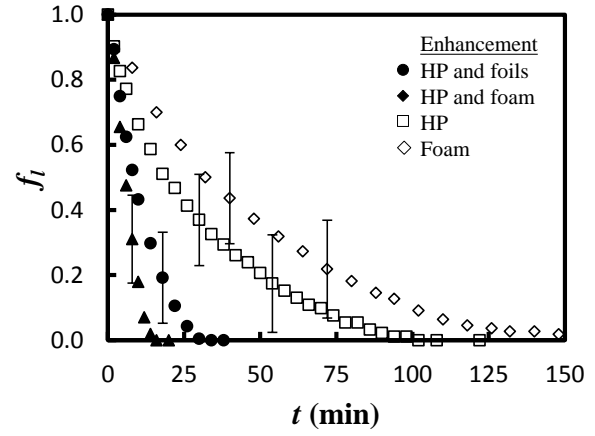 1.0
0.8
0.6
0.4
0.2
0.0
f_l
Enhancement
HP and foils
HP and foam
HP
Foam
0 25 50 75 100 125 150
t (min)